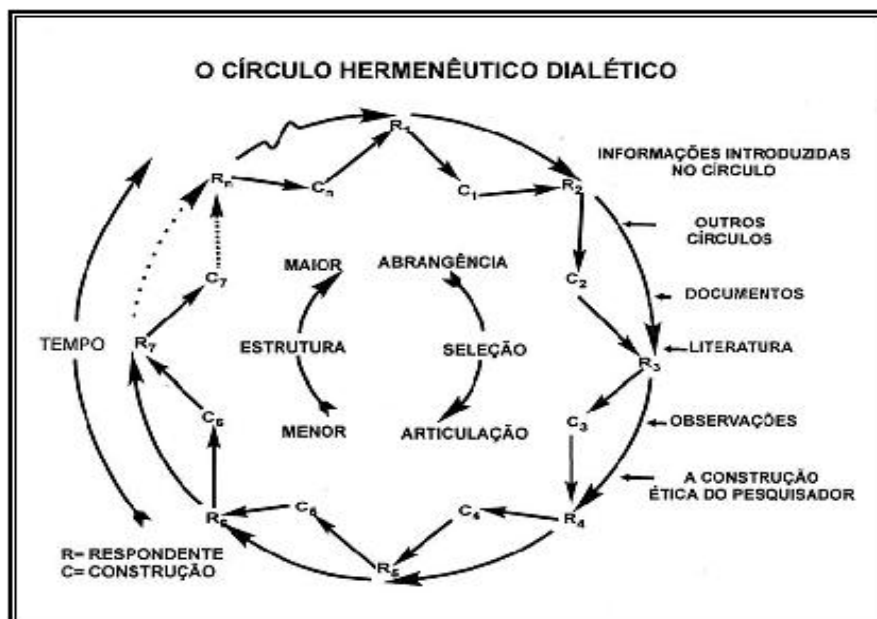 O CÍRCULO HERMENÊUTICO DIALÉTICO
R1
C1
R2
INFORMAÇÕES INTRODUZIDAS
NO CÍRCULO
Rn
Cn
OUTROS
CÍRCULOS
C2
DOCUMENTOS
C7
MAIOR
ABRANGÊNCIA
TEMPO
R7
ESTRUTURA
SELEÇÃO
R3
LITERATURA
C6
MENOR
ARTICULAÇÃO
C3
OBSERVAÇÕES
A CONSTRUÇÃO
ÉTICA DO PESQUISADOR
R6
C5
C4
R4
R5
R= RESPONDENTE
C= CONSTRUÇÃO